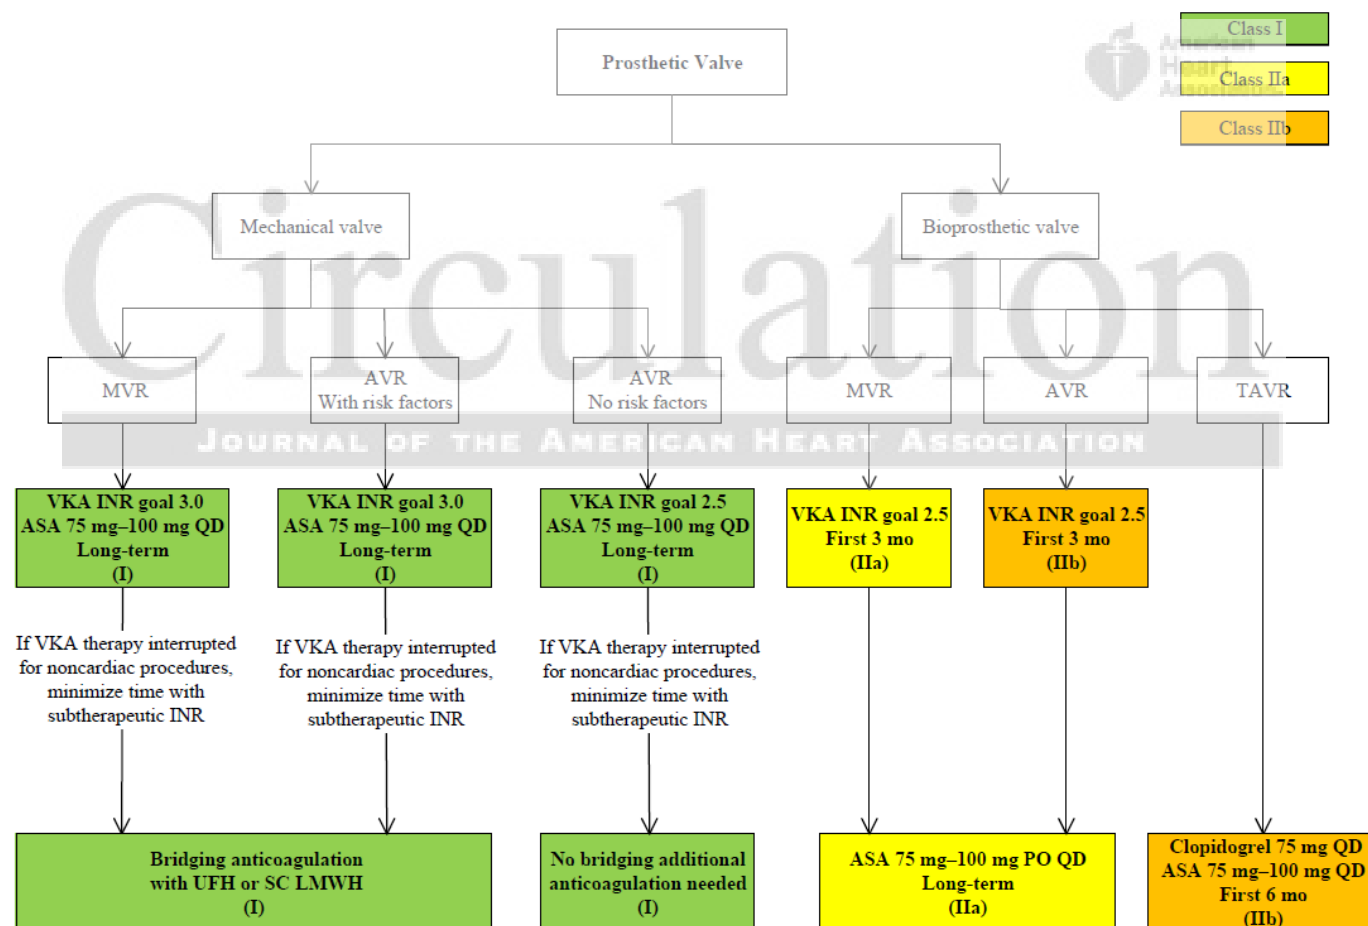 Class I
American
Heart
Association
Class IIa
Class IIb
Prosthetic Valve
Circulation
Mechanical valve
Bioprosthetic valve
MVR
AVR
With risk factors
AVR
No risk factors
MVR
AVR
TAVR
JOURNAL OF THE AMERICAN HEART ASSOCIATION
VKA INR goal 3.0
ASA 75 mg–100 mg QD
Long-term
(I)
VKA INR goal 3.0
ASA 75 mg–100 mg QD
Long-term
(I)
VKA INR goal 2.5
ASA 75 mg–100 mg QD
Long-term
(I)
VKA INR goal 2.5
First 3 mo
(IIa)
VKA INR goal 2.5
First 3 mo
(IIb)
If VKA therapy interrupted
for noncardiac procedures,
minimize time with
subtherapeutic INR
If VKA therapy interrupted
for noncardiac procedures,
minimize time with
subtherapeutic INR
If VKA therapy interrupted
for noncardiac procedures,
minimize time with
subtherapeutic INR
Bridging anticoagulation
with UFH or SC LMWH
(I)
No bridging additional
anticoagulation needed
(I)
ASA 75 mg–100 mg PO QD
Long-term
(IIa)
Clopidogrel 75 mg QD
ASA 75 mg–100 mg QD
First 6 mo
(IIb)